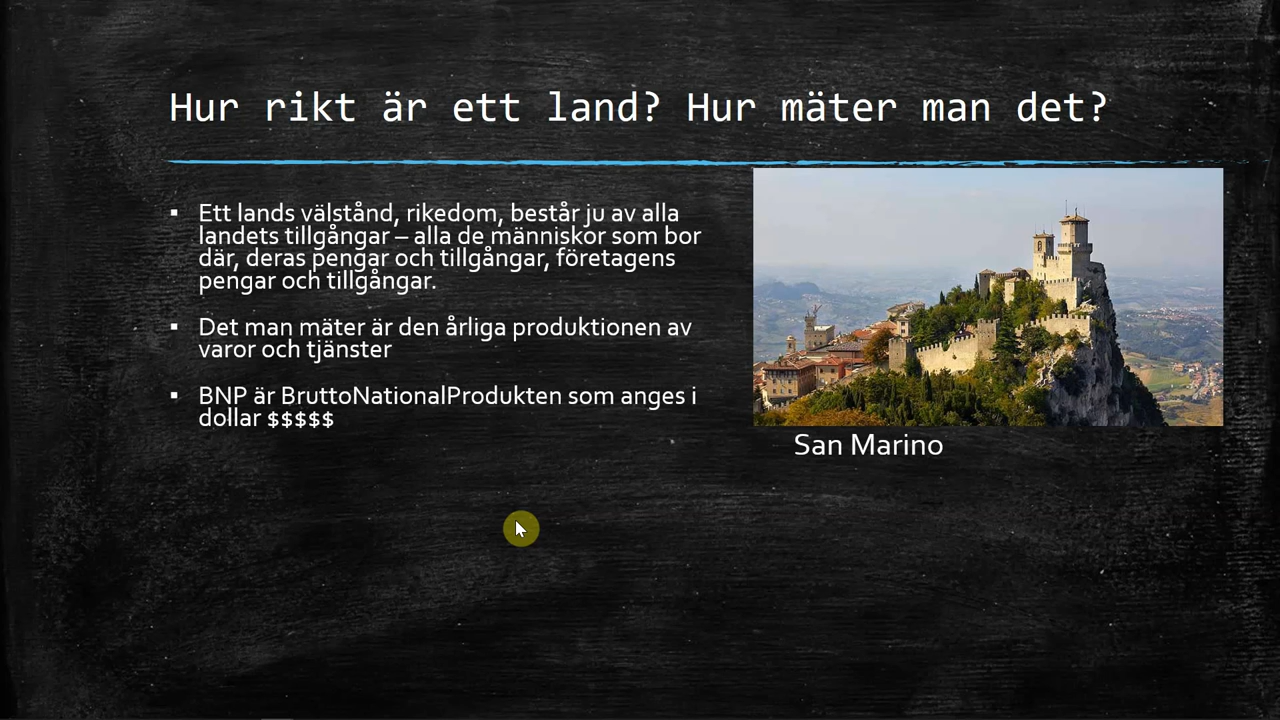 Hur rikt är ett land? Hur mäter man det?
▪ Ett lands välstånd, rikedom, består ju av alla
landets tillgångar – alla de människor som bor
där, deras pengar och tillgångar, företagens
pengar och tillgångar.
▪ Det man mäter är den årliga produktionen av
varor och tjänster
▪ BNP är BruttoNationalProdukten som anges i
dollar $$$$$
San Marino